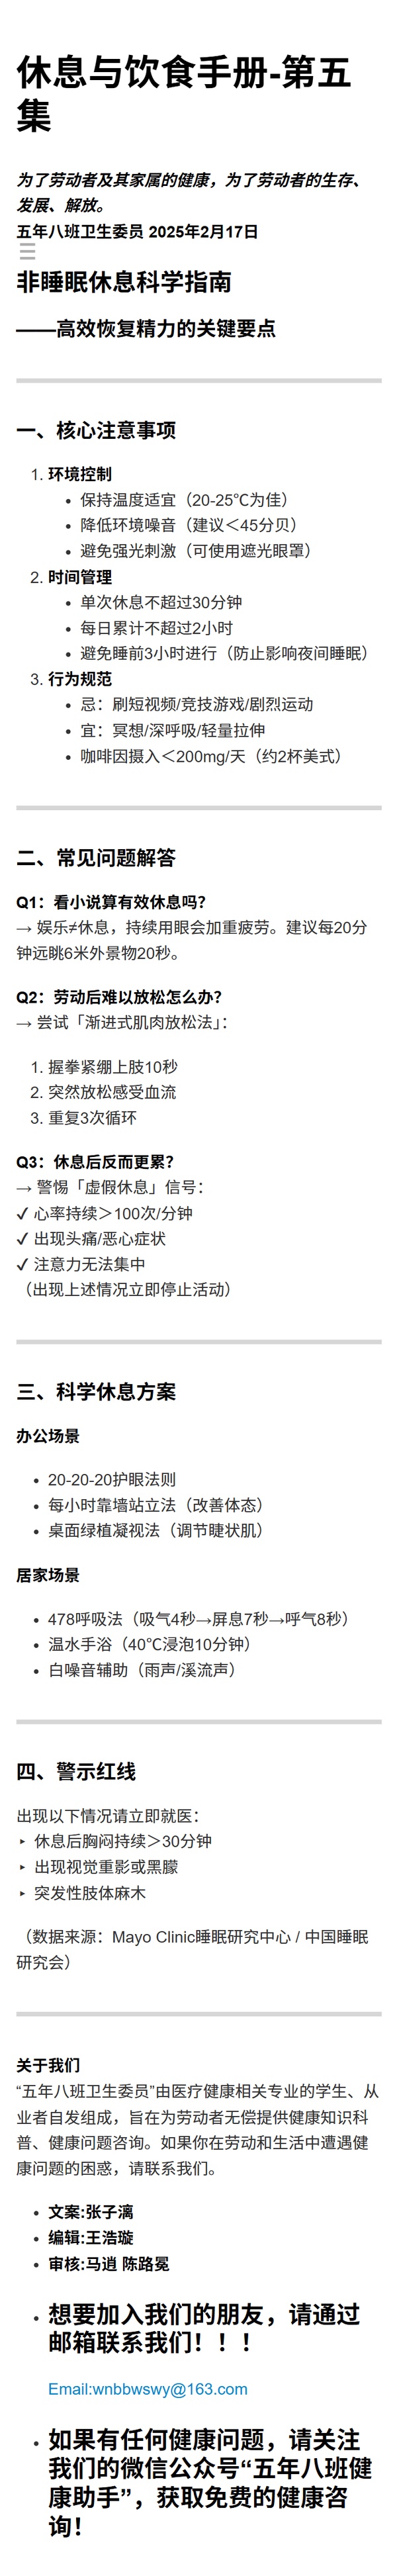 休息与饮食手册-第五
集
为了劳动者及其家属的健康，为了劳动者的生存、
发展、解放。
五年八班卫生委员 2025年2月17日
非睡眠休息科学指南
——高效恢复精力的关键要点
一、核心注意事项
1. 环境控制
• 保持温度适宜（20-25℃为佳）
• 降低环境噪音（建议＜45分贝）
• 避免强光刺激（可使用遮光眼罩）
2. 时间管理
• 单次休息不超过30分钟
• 每日累计不超过2小时
• 避免睡前3小时进行（防止影响夜间睡眠）
3. 行为规范
• 忌：刷短视频/竞技游戏/剧烈运动
• 宜：冥想/深呼吸/轻量拉伸
• 咖啡因摄入＜200mg/天（约2杯美式）
二、常见问题解答
Q1：看小说算有效休息吗？
→ 娱乐≠休息，持续用眼会加重疲劳。建议每20分
钟远眺6米外景物20秒。
Q2：劳动后难以放松怎么办？
→ 尝试「渐进式肌肉放松法」：
1. 握拳紧绷上肢10秒
2. 突然放松感受血流
3. 重复3次循环
Q3：休息后反而更累？
→ 警惕「虚假休息」信号：
✓ 心率持续＞100次/分钟
✓ 出现头痛/恶心症状
✓ 注意力无法集中
（出现上述情况立即停止活动）
三、科学休息方案
办公场景
• 20-20-20护眼法则
• 每小时靠墙站立法（改善体态）
• 桌面绿植凝视法（调节睫状肌）
居家场景
• 478呼吸法（吸气4秒→屏息7秒→呼气8秒）
• 温水手浴（40℃浸泡10分钟）
• 白噪音辅助（雨声/溪流声）
四、警示红线
出现以下情况请立即就医：
‣ 休息后胸闷持续＞30分钟
‣ 出现视觉重影或黑朦
‣ 突发性肢体麻木
（数据来源：Mayo Clinic睡眠研究中心 / 中国睡眠
研究会）
关于我们
“五年八班卫生委员”由医疗健康相关专业的学生、从
业者自发组成，旨在为劳动者无偿提供健康知识科
普、健康问题咨询。如果你在劳动和生活中遭遇健
康问题的困惑，请联系我们。
• 文案:张子漓
• 编辑:王浩璇
• 审核:马逍 陈路冕
• 想要加入我们的朋友，请通过
邮箱联系我们！！！
Email:wnbbwswy@163.com
• 如果有任何健康问题，请关注
我们的微信公众号“五年八班健
康助手”，获取免费的健康咨
询！